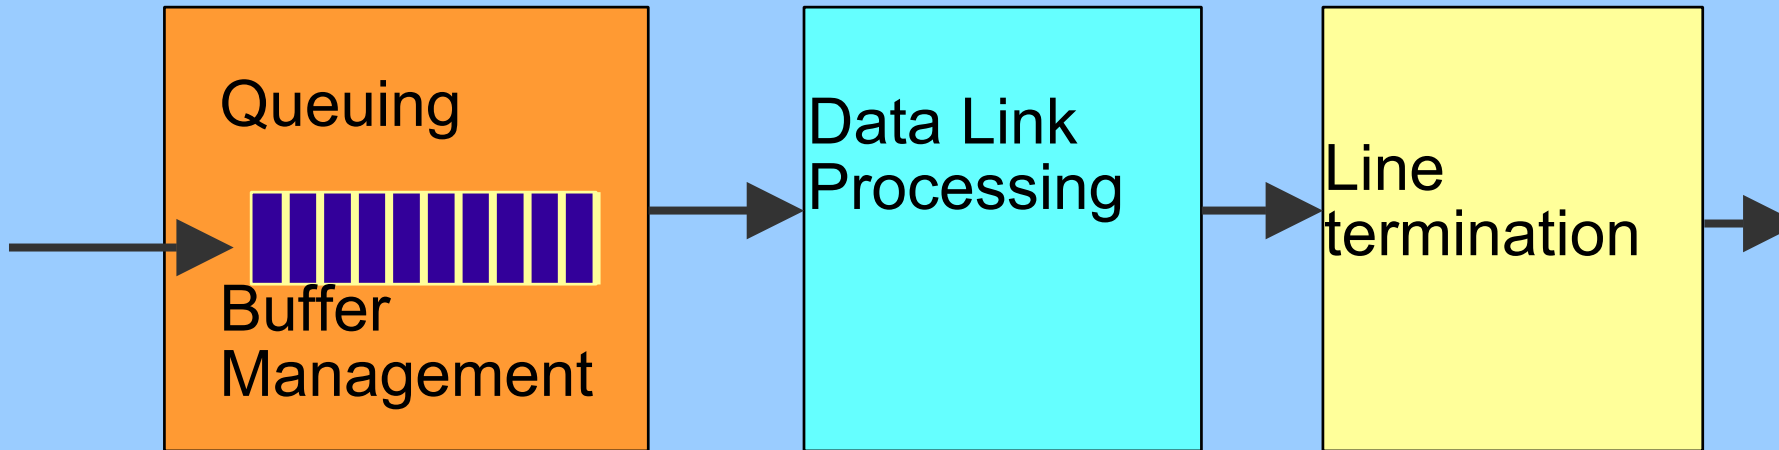 Queuing
Buffer
Management
Data Link
Processing
Line
termination